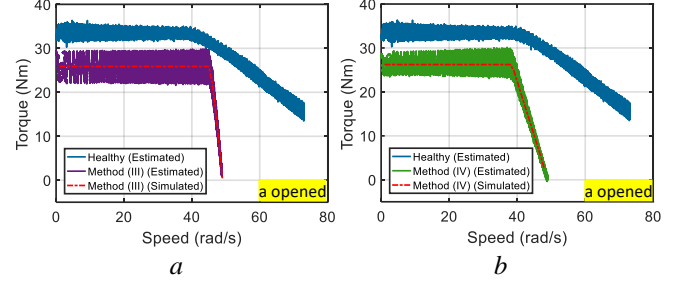 40
30
20
10
0
Torque (Nm)
Healthy (Estimated)
Method (III) (Estimated)
Method (III) (Simulated)
a opened
0 20 40 60 80
Speed (rad/s)
a
40
30
20
10
0
Torque (Nm)
Healthy (Estimated)
Method (IV) (Estimated)
Method (IV) (Simulated)
a opened
0 20 40 60 80
Speed (rad/s)
b